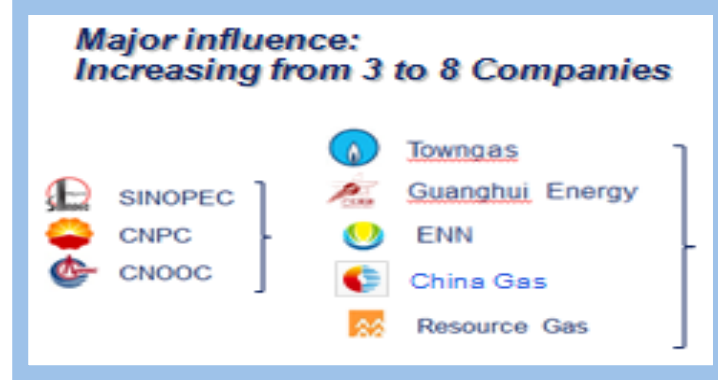 Major influence:
Increasing from 3 to 8 Companies
SINOPEC
CNPC
CNOOC
Towngas
Guanghui Energy
ENN
China Gas
Resource Gas